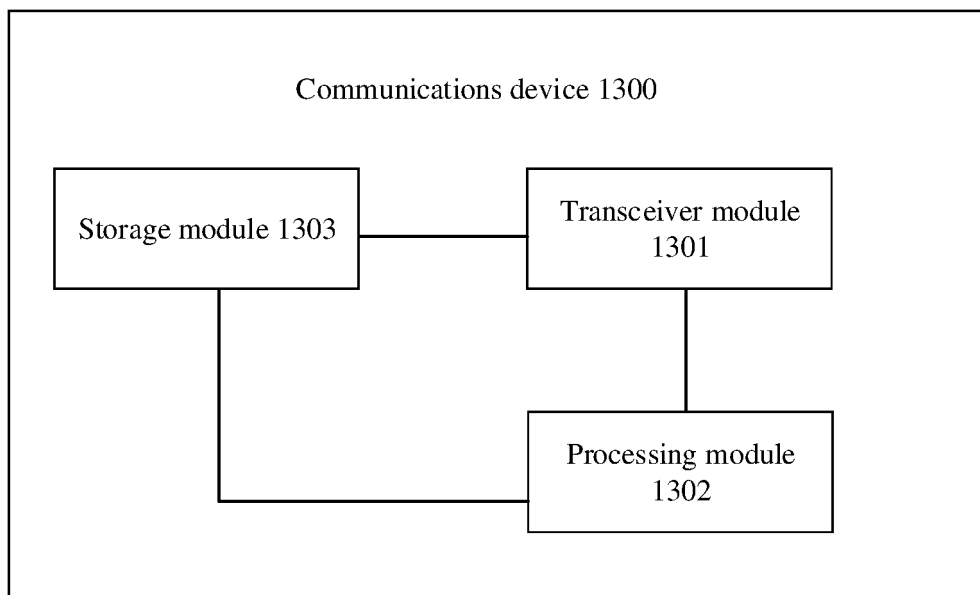 Communications device 1300
Storage module 1303
Transceiver module
1301
Processing module
1302